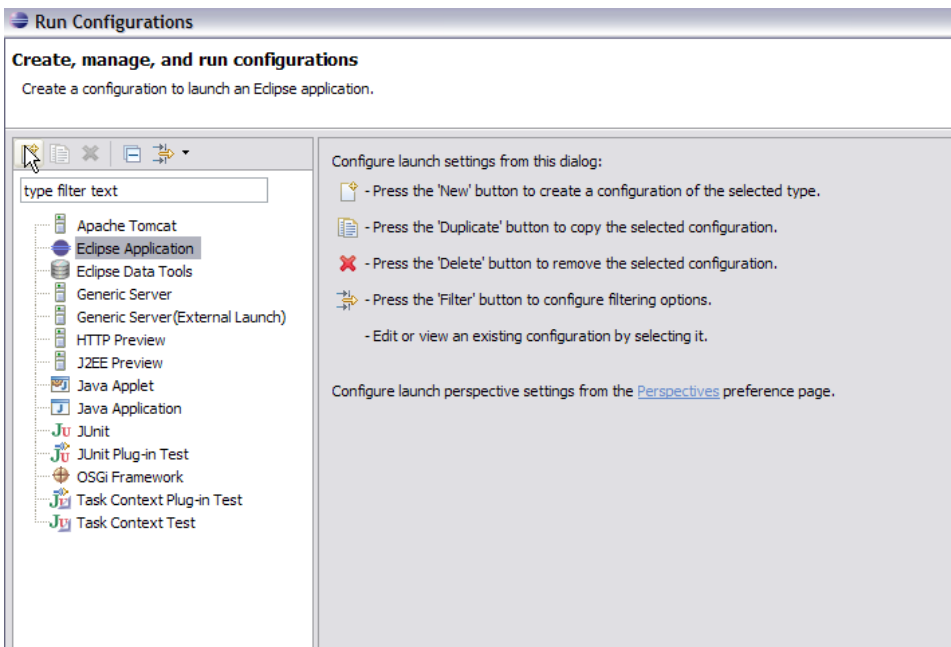 Run Configurations
Create, manage, and run configurations
Create a configuration to launch an Eclipse application.
type filter text
Apache Tomcat
Eclipse Application
Eclipse Data Tools
Generic Server
Generic Server(External Launch)
HTTP Preview
J2EE Preview
Java Applet
Java Application
JUnit
JUnit Plug-in Test
OSGi Framework
Task Context Plug-in Test
Task Context Test
Configure launch settings from this dialog:
- Press the 'New' button to create a configuration of the selected type.
- Press the 'Duplicate' button to copy the selected configuration.
- Press the 'Delete' button to remove the selected configuration.
- Press the 'Filter' button to configure filtering options.
- Edit or view an existing configuration by selecting it.
Configure launch perspective settings from the Perspectives preference page.